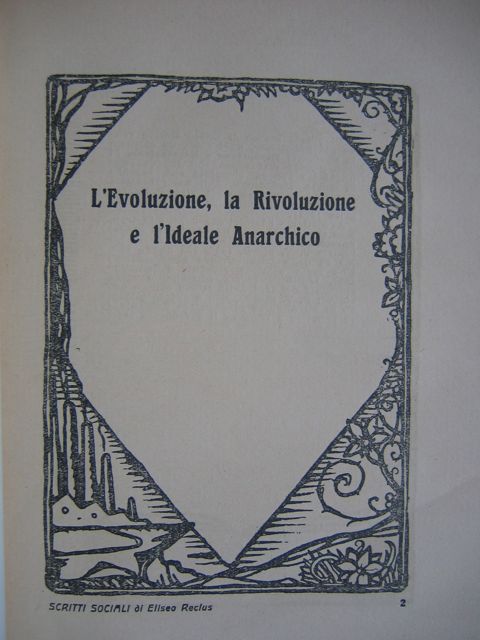 L'Evoluzione, la Rivoluzione
e l'Ideale Anarchico
SCRITTI SOCIALI di Eliseo Reclus
2